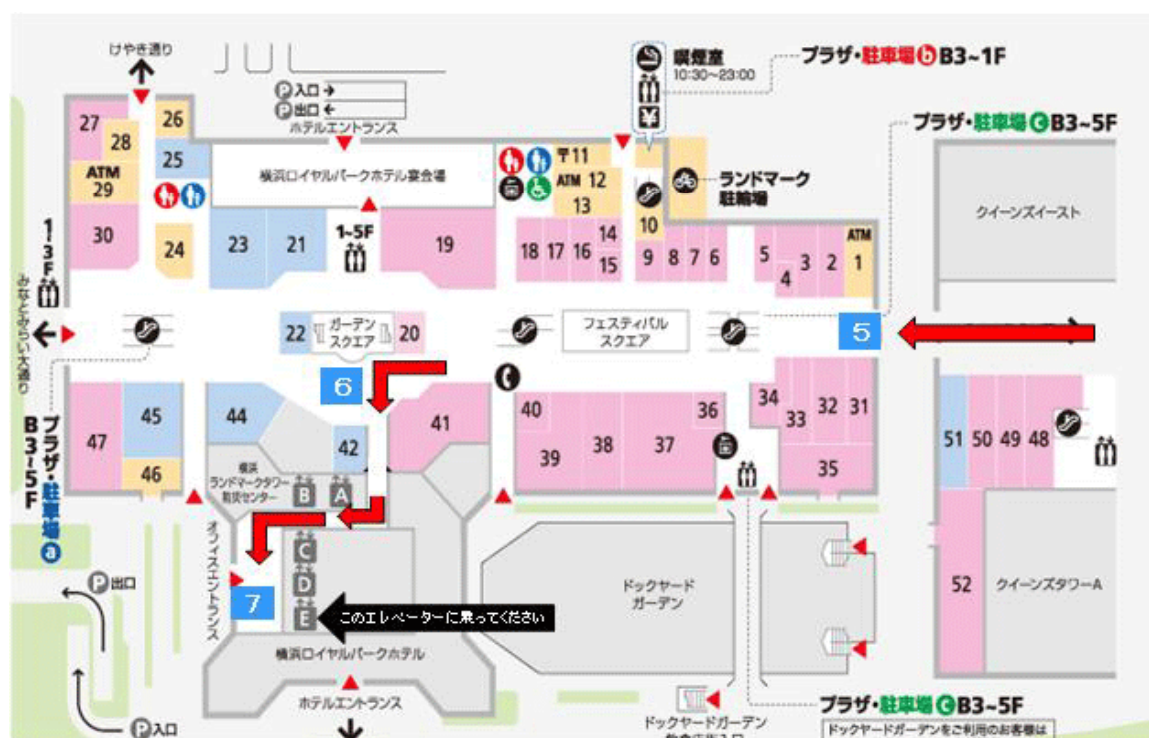 けやき通り
P入口→
P出口←
ホテルエントランス
喫煙室
10:30~23:00
¥
プラザ・駐車場b B3~1F
プラザ・駐車場C B3~5F
27
28
26
25
ATM
29
30
24
横浜ロイヤルパークホテル宴会場
23
21
1~5F
19
〒11
ATM 12
13
10
ランドマーク
駐輪場
18
17
16
14
15
9
8
7
6
5
4
3
2
ATM
1
クイーンズイースト
1~3F
みなとみらい大通り
22
ガーデン
スクエア
20
フェスティバル
スクエア
5
6
プラザ・駐車場a
B3~5F
47
45
46
44
42
41
40
39
38
37
36
34
33
32
31
35
51
50
49
48
52
横浜
ランドマークタワー
防災センター
B
A
C
D
E
オフィスエントランス
7
このエレベーターに乗ってください
横浜ロイヤルパークホテル
ホテルエントランス
P出口
P入口
ドックヤード
ガーデン
クイーンズタワーA
ドックヤードガーデン
プラザ・駐車場C B3~5F
ドックヤードガーデンをご利用のお客様は